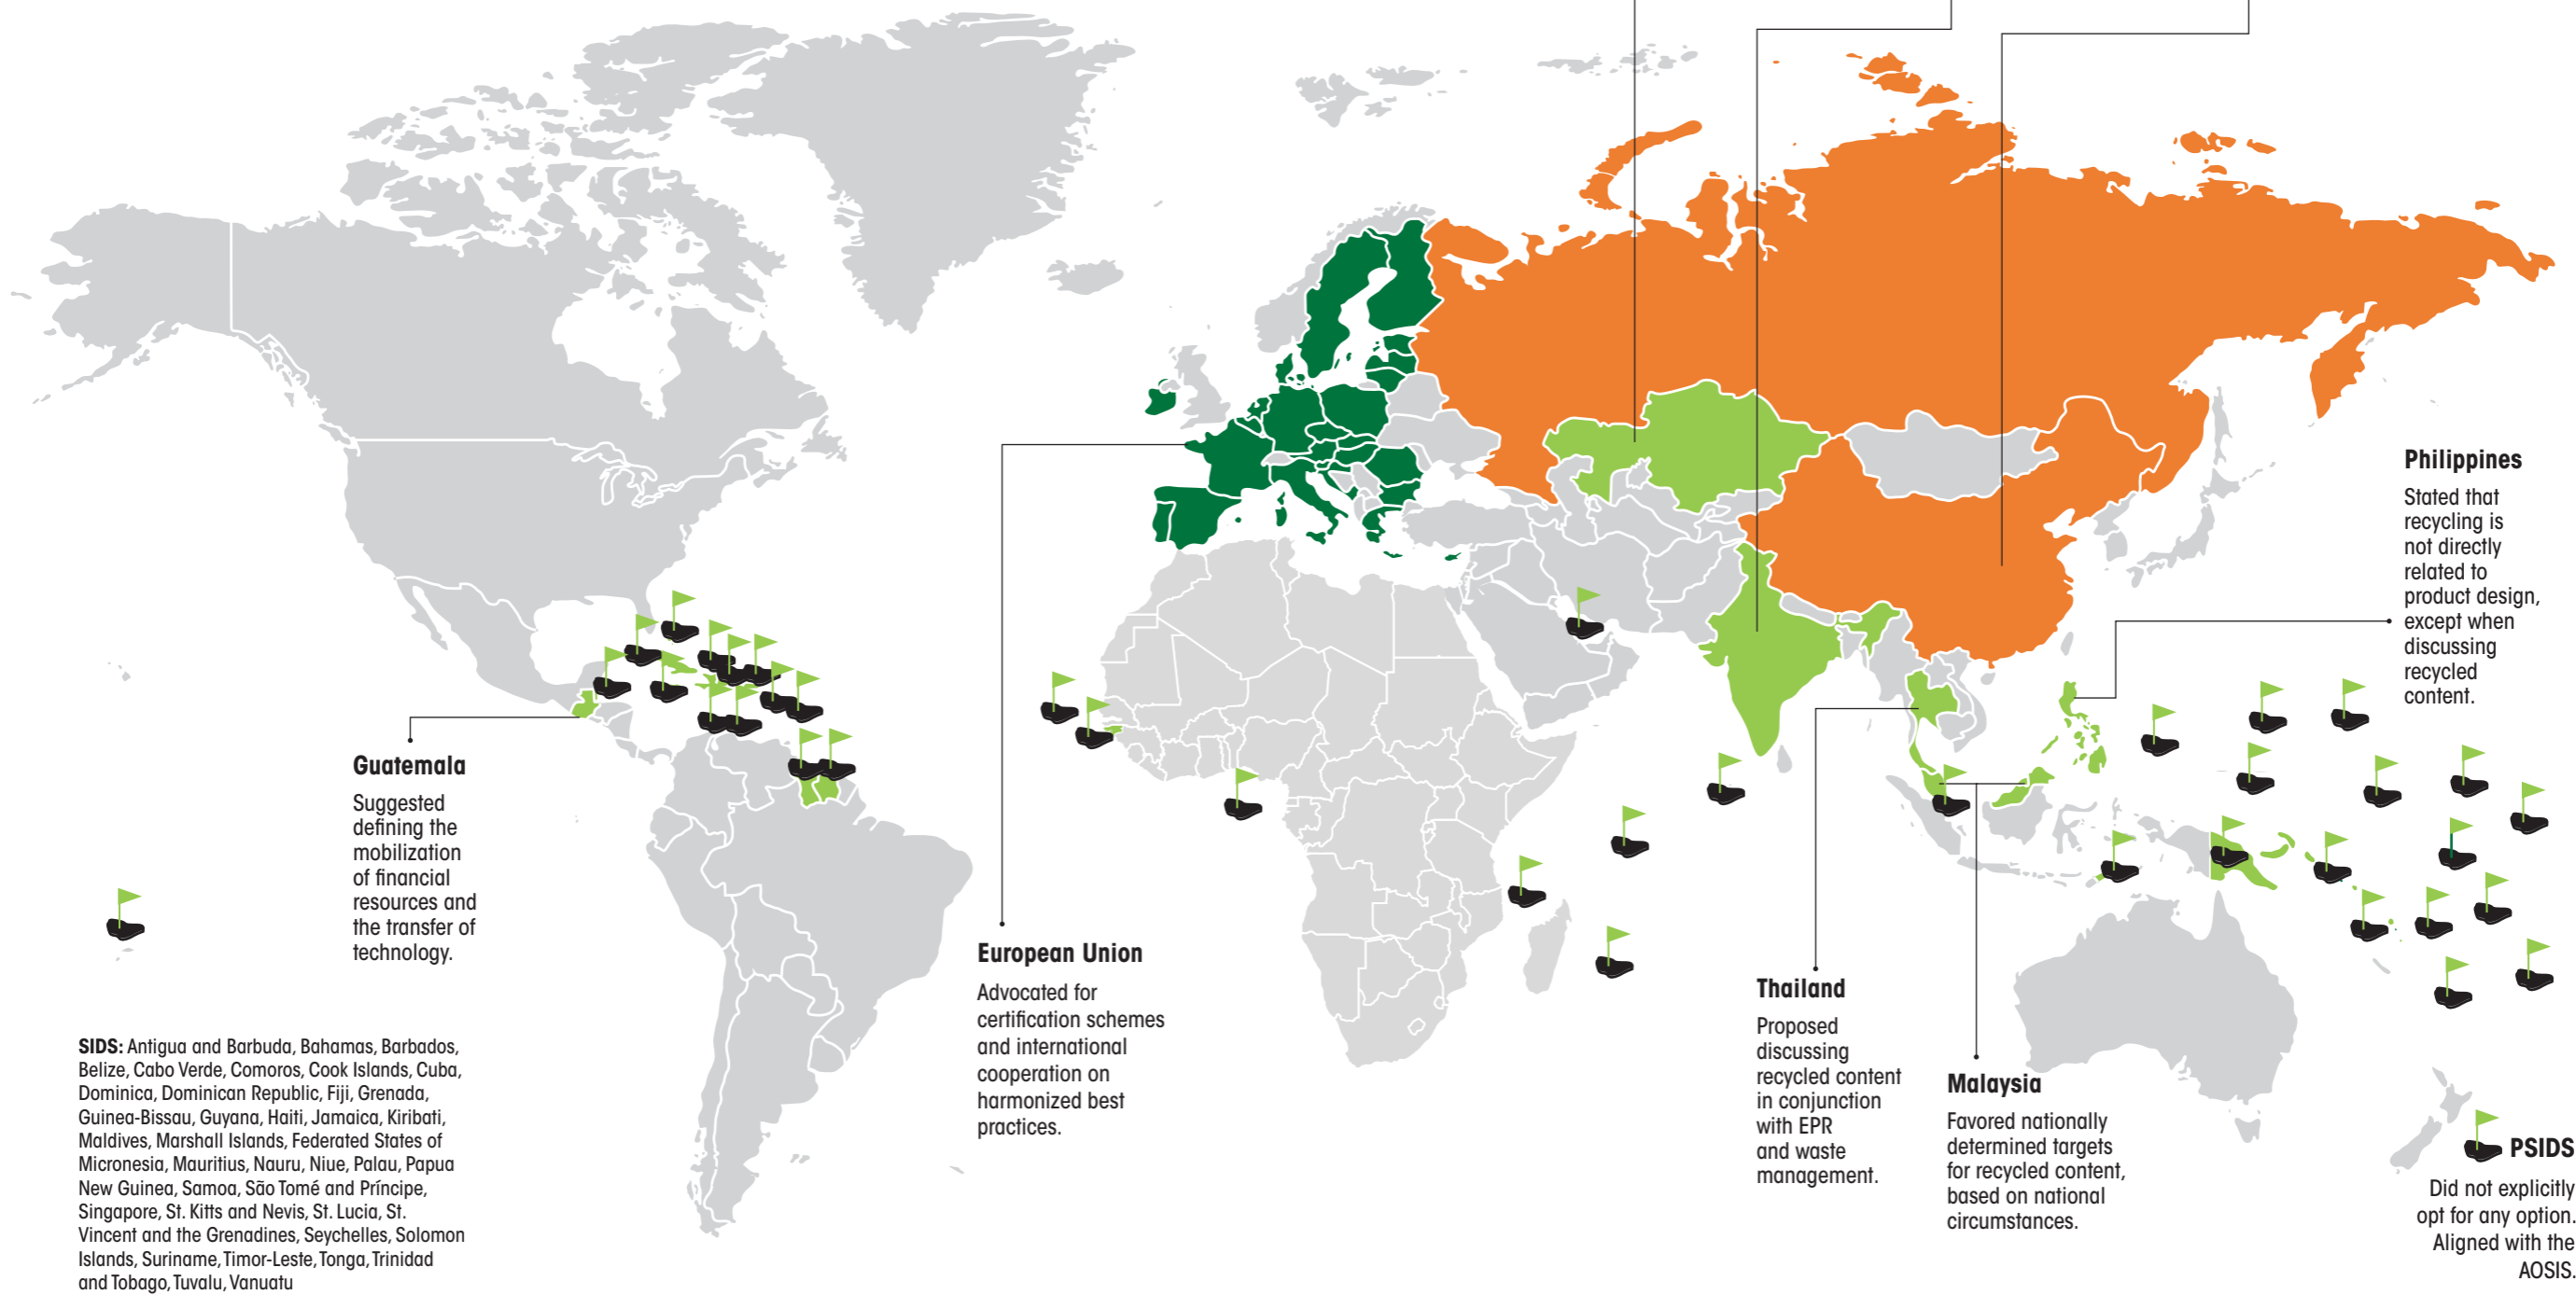 Philippines
Stated that
recycling is
not directly
related to
product design,
except when
discussing
recycled
content.
Guatemala
Suggested
defining the
mobilization
of financial
resources and
the transfer of
technology.
European Union
Advocated for
certification schemes
and international
cooperation on
harmonized best
practices.
Thailand
Proposed
discussing
recycled content
in conjunction
with EPR
and waste
management.
Malaysia
Favored nationally
determined targets
for recycled content,
based on national
circumstances.
PSIDS
Did not explicitly
opt for any option.
Aligned with the
AOSIS.
SIDS: Antigua and Barbuda, Bahamas, Barbados,
Belize, Cabo Verde, Comoros, Cook Islands, Cuba,
Dominica, Dominican Republic, Fiji, Grenada,
Guinea-Bissau, Guyana, Haiti, Jamaica, Kiribati,
Maldives, Marshall Islands, Federated States of
Micronesia, Mauritius, Nauru, Niue, Palau, Papua
New Guinea, Samoa, São Tomé and Príncipe,
Singapore, St. Kitts and Nevis, St. Lucia, St.
Vincent and the Grenadines, Seychelles, Solomon
Islands, Suriname, Timor-Leste, Tonga, Trinidad
and Tobago, Tuvalu, Vanuatu